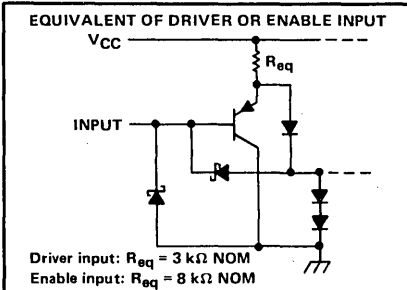 EQUIVALENT OF DRIVER OR ENABLE INPUT
VCC
Req
INPUT
Driver input: Req = 3 kΩ NOM
Enable input: Req = 8 kΩ NOM